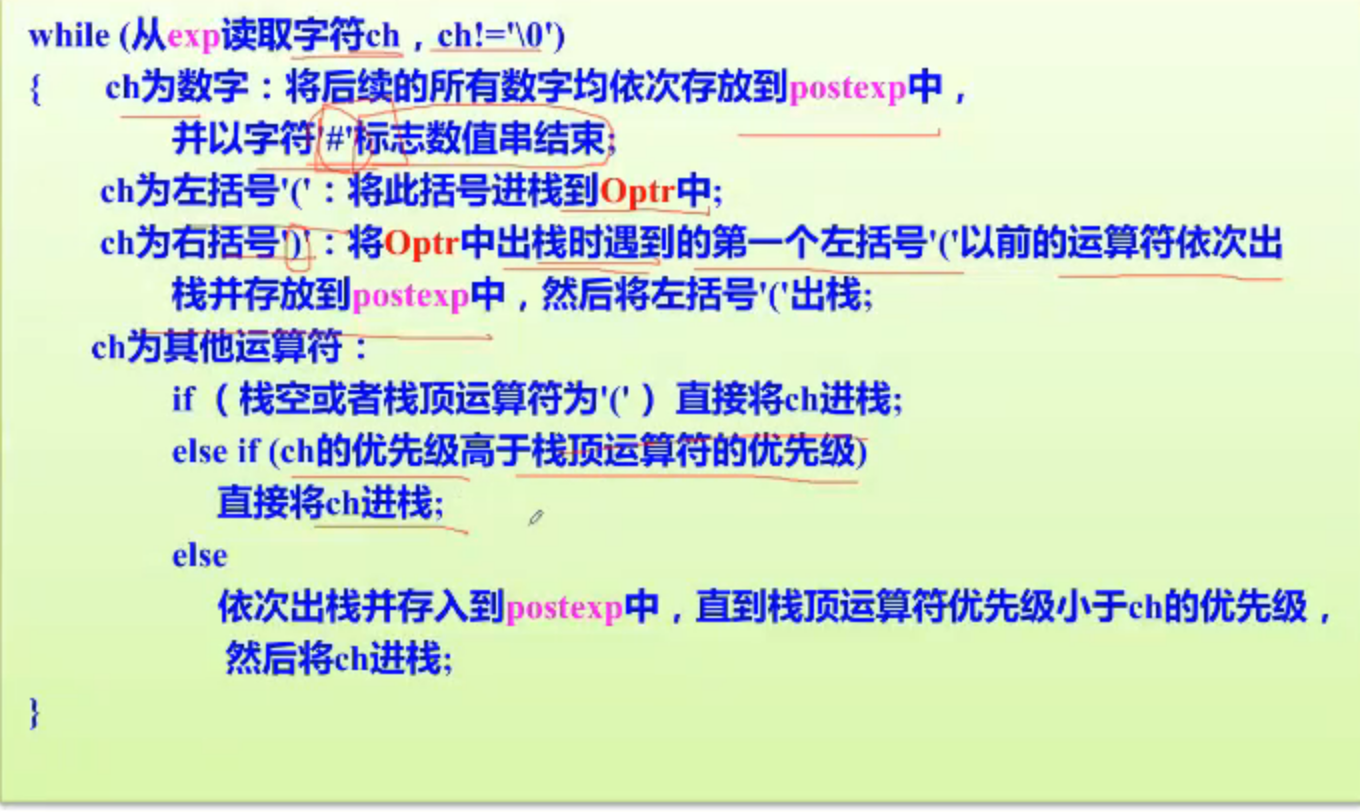 while (从exp读取字符ch，ch!='\0')
{ ch为数字：将后续的所有数字均依次存放到postexp中，
并以字符'#'标志数值串结束;
ch为左括号'('：将此括号进栈到Optr中;
ch为右括号')'：将Optr中出栈时遇到的第一个左括号'('以前的运算符依次出
栈并存放到postexp中，然后将左括号'('出栈;
ch为其他运算符：
if（栈空或者栈顶运算符为'('）直接将ch进栈;
else if (ch的优先级高于栈顶运算符的优先级)
直接将ch进栈;
else
依次出栈并存入到postexp中，直到栈顶运算符优先级小于ch的优先级，
然后将ch进栈;
}